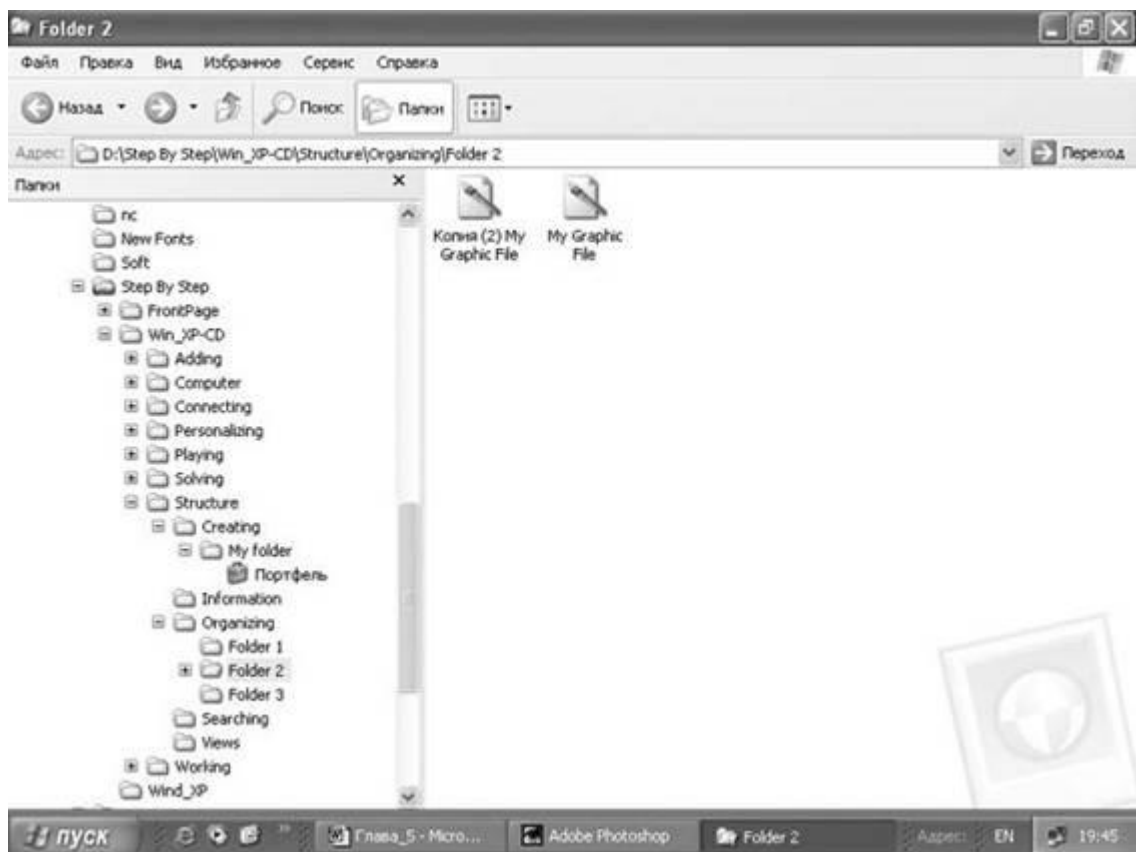 Folder 2
Файл Правка Вид Избранное Сервис Справка
Назад Поиск Папки
Адрес: D:\Step By Step\Win_XP-CD\Structure\Organizing\Folder 2 Переход
Папки
nc
New Fonts
Soft
Step By Step
FrontPage
Win_XP-CD
Adding
Computer
Connecting
Personalizing
Playing
Solving
Structure
Creating
My folder
Портфель
Information
Organizing
Folder 1
Folder 2
Folder 3
Searching
Views
Working
Wind_XP
Копия (2) My
Graphic File
My Graphic
File
пуск Глава_5 - Micro... Adobe Photoshop Folder 2 Адрес: EN 19:45